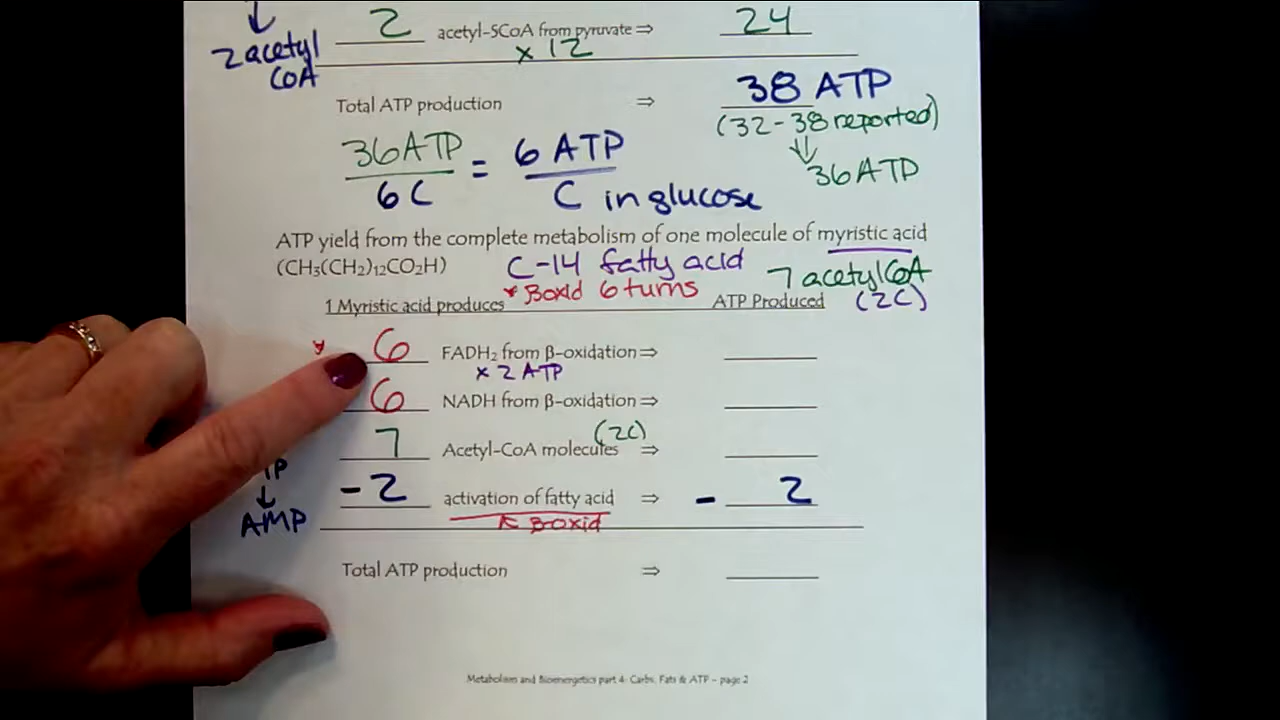 2 acetyl-SCoA from pyruvate ⇒ 24
x 12
2 acetyl
CoA
Total ATP production ⇒ 38 ATP
(32-38 reported)
36 ATP
36 ATP / 6 C = 6 ATP / C in glucose
ATP yield from the complete metabolism of one molecule of myristic acid
(CH3(CH2)12CO2H) C-14 fatty acid 7 acetyl CoA
1 Myristic acid produces * Boxid 6 turns ATP Produced (2C)
* 6 FADH2 from β-oxidation ⇒
x 2 ATP
6 NADH from β-oxidation ⇒
7 Acetyl-CoA molecules (2C) ⇒
-2 activation of fatty acid ⇒ - 2
Boxid
AMP
Total ATP production ⇒
Metabolism and Bioenergetics part 4: Carbs, Fats & ATP - page 2